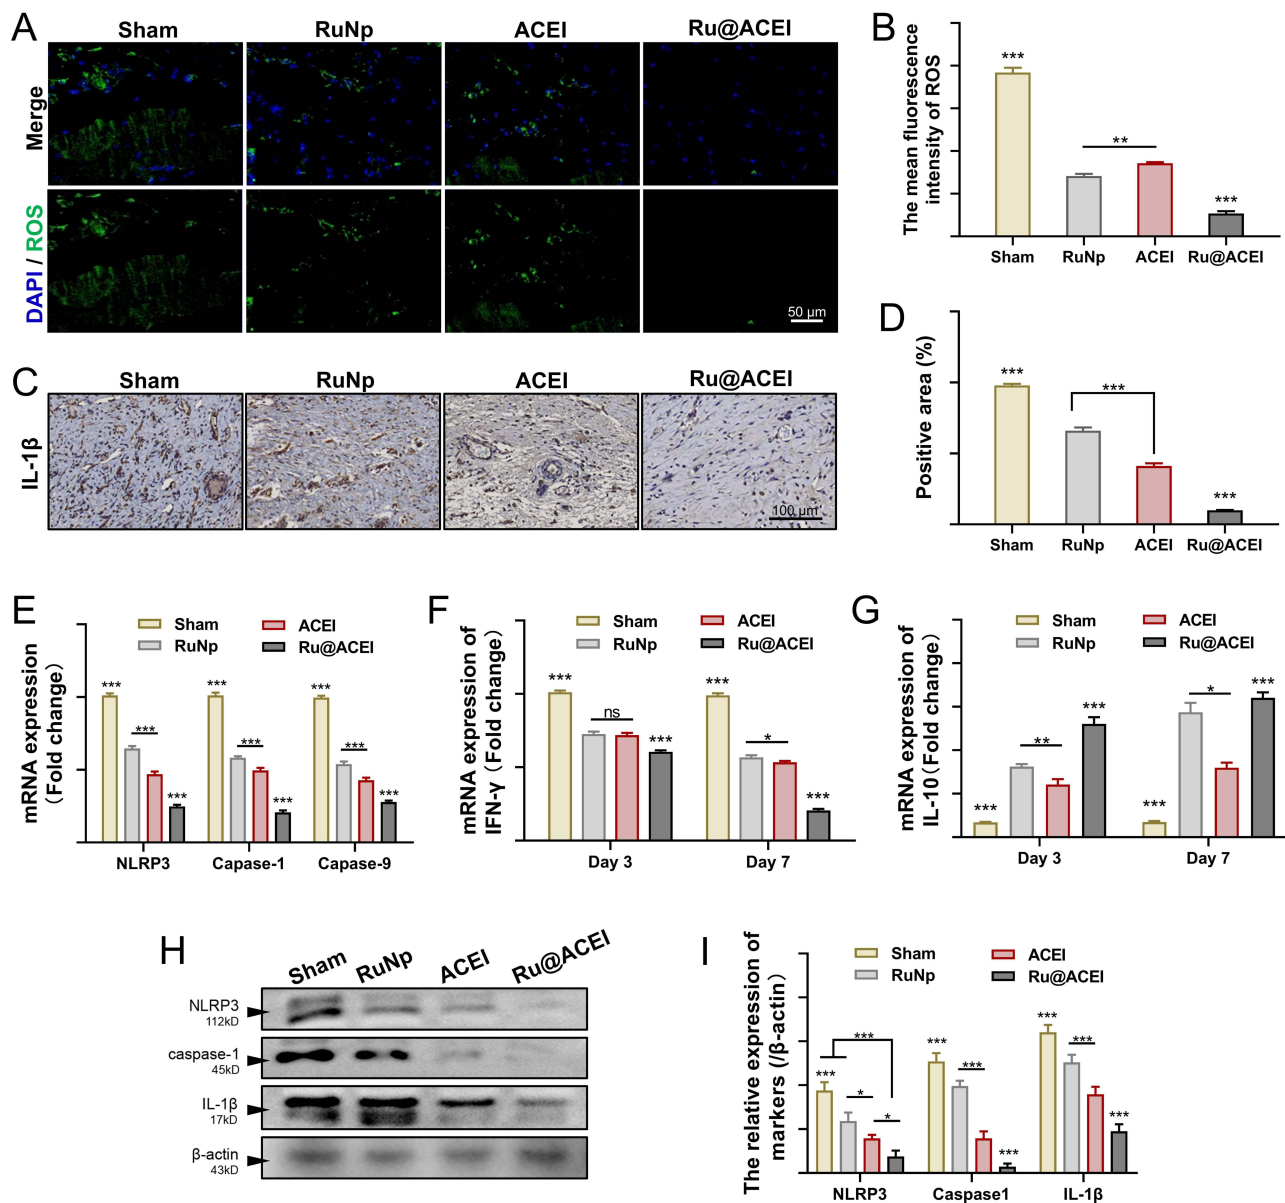 A
Sham
RuNp
ACEI
Ru@ACEI
Merge
DAPI / ROS
50 μm
B
The mean fluorescence
intensity of ROS
***
**
***
Sham
RuNp
ACEI
Ru@ACEI
C
Sham
RuNp
ACEI
Ru@ACEI
IL-1β
100 μm
D
Positive area (%)
***
***
***
Sham
RuNp
ACEI
Ru@ACEI
E
Sham
ACEI
RuNp
Ru@ACEI
mRNA expression
(Fold change)
***
***
***
***
***
***
***
***
***
NLRP3
Capase-1
Capase-9
F
Sham
ACEI
RuNp
Ru@ACEI
mRNA expression of
IFN-γ (Fold change)
***
ns
***
***
*
***
Day 3
Day 7
G
Sham
ACEI
RuNp
Ru@ACEI
mRNA expression of
IL-10 (Fold change)
***
**
***
***
*
***
Day 3
Day 7
H
Sham
RuNp
ACEI
Ru@ACEI
NLRP3
112kD
caspase-1
45kD
IL-1β
17kD
β-actin
43kD
I
Sham
ACEI
RuNp
Ru@ACEI
The relative expression of
markers (/β-actin)
***
***
*
*
***
***
***
***
***
***
NLRP3
Caspase1
IL-1β